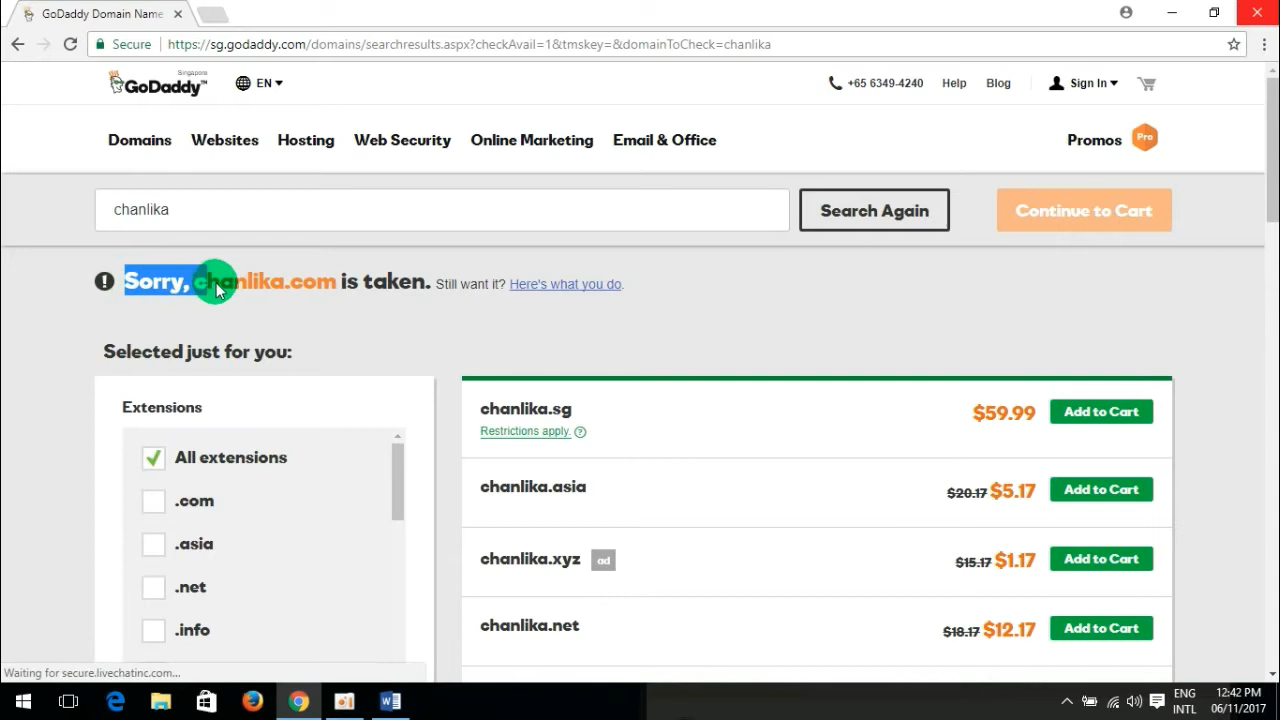 GoDaddy Domain Name
Secure https://sg.godaddy.com/domains/searchresults.aspx?checkAvail=1&tmskey=&domainToCheck=chanlika
Singapore
GoDaddy™ EN +65 6349-4240 Help Blog Sign In
Domains Websites Hosting Web Security Online Marketing Email & Office Promos Pro
chanlika Search Again Continue to Cart
Sorry, chanlika.com is taken. Still want it? Here's what you do.
Selected just for you:
Extensions
All extensions
.com
.asia
.net
.info
chanlika.sg $59.99 Add to Cart
Restrictions apply. ?
chanlika.asia $20.17 $5.17 Add to Cart
chanlika.xyz ad $15.17 $1.17 Add to Cart
chanlika.net $18.17 $12.17 Add to Cart
Waiting for secure.livechatinc.com...
ENG 12:42 PM
INTL 06/11/2017